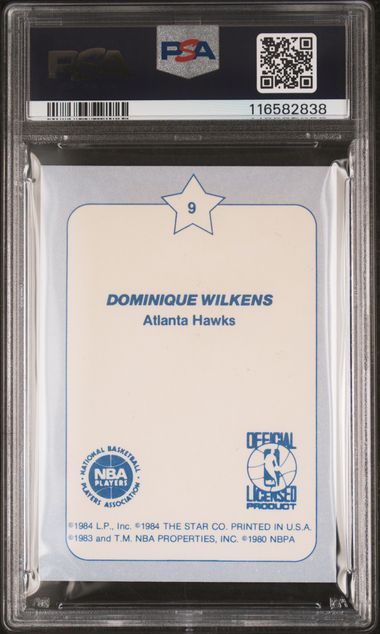 PSA
PSA
116582838
9
DOMINIQUE WILKENS
Atlanta Hawks
NATIONAL BASKETBALL
NBA
PLAYERS
PLAYERS ASSOCIATION
OFFICIAL
LICENSED
PRODUCT
©1984 L.P., Inc. ©1984 THE STAR CO. PRINTED IN U.S.A.
©1983 and T.M. NBA PROPERTIES, INC. ©1980 NBPA